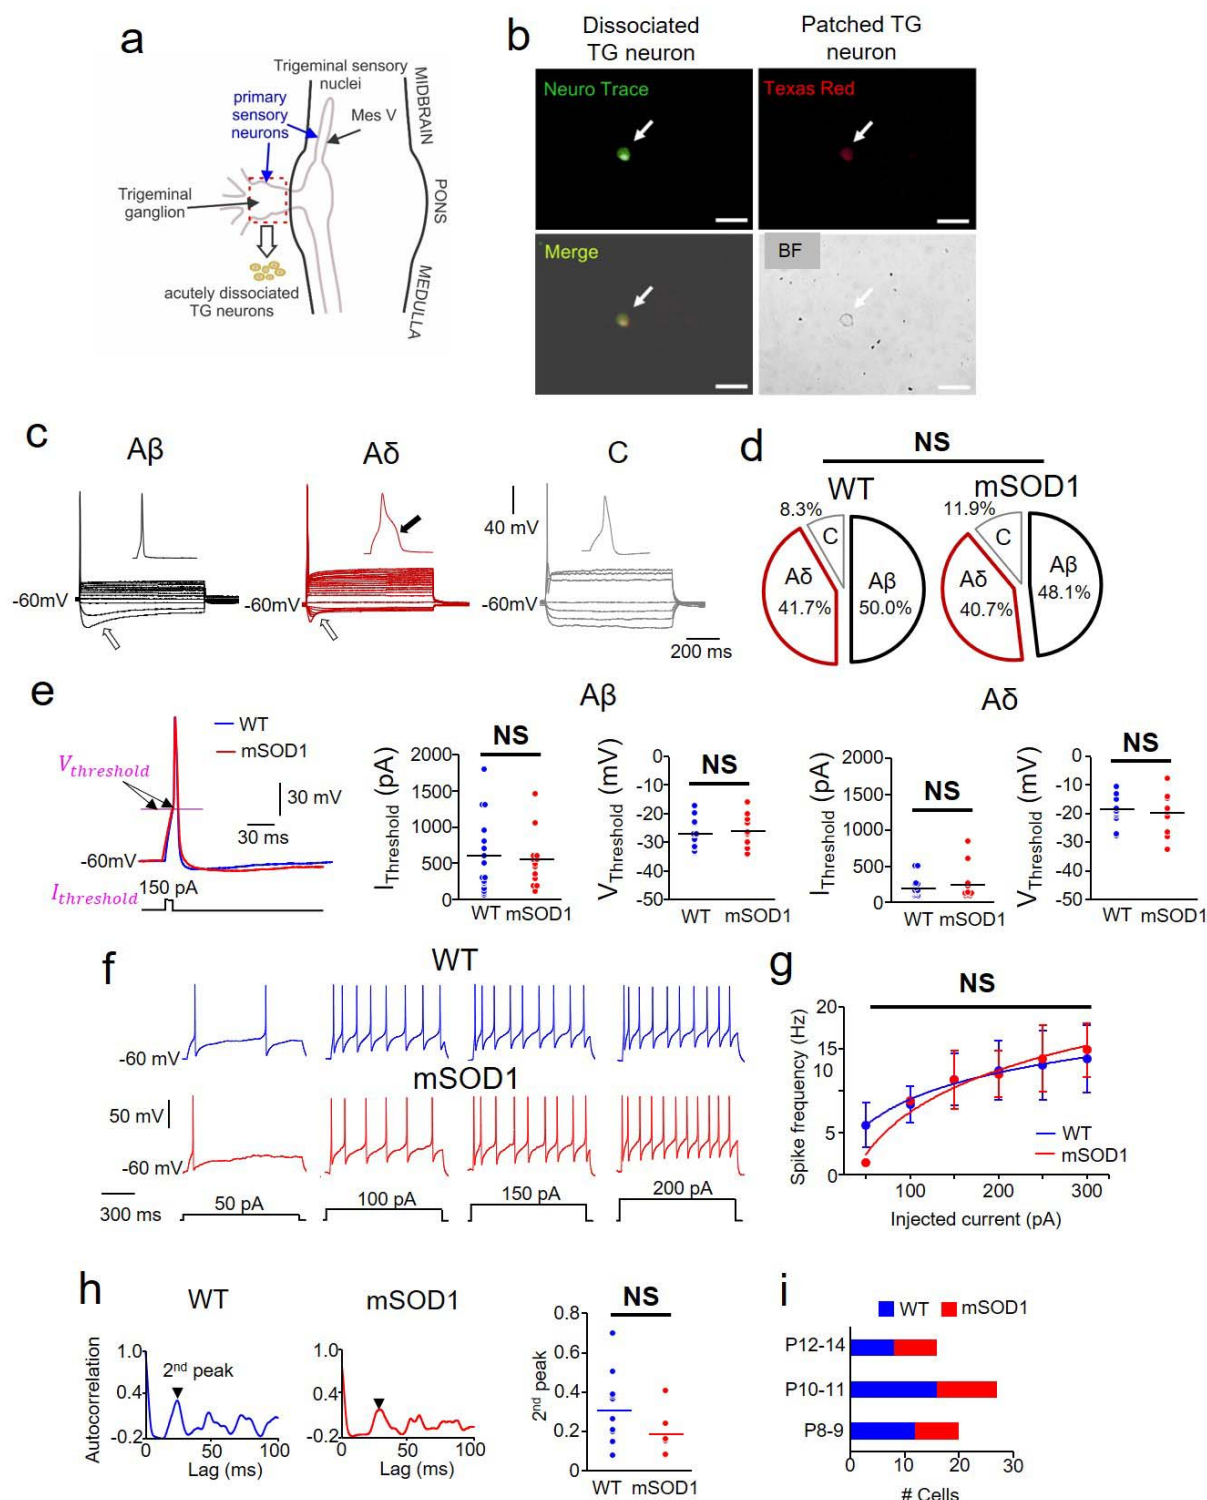 a
Trigeminal sensory
nuclei
primary
sensory
neurons
Mes V
MIDBRAIN
PONS
MEDULLA
Trigeminal
ganglion
acutely dissociated
TG neurons
b
Dissociated
TG neuron
Patched TG
neuron
Neuro Trace
Texas Red
Merge
BF
c
Aβ
Aδ
C
40 mV
-60mV
-60mV
-60mV
200 ms
d
NS
WT
mSOD1
8.3%
C
Aδ
41.7%
Aβ
50.0%
11.9%
C
Aδ
40.7%
Aβ
48.1%
e
WT
mSOD1
Vthreshold
30 mV
30 ms
-60mV
Ithreshold
150 pA
Aβ
NS
IThreshold (pA)
2000
1500
1000
500
0
WT mSOD1
NS
VThreshold (mV)
0
-10
-20
-30
-40
-50
WT mSOD1
Aδ
NS
IThreshold (pA)
2000
1500
1000
500
0
WT mSOD1
NS
VThreshold (mV)
0
-10
-20
-30
-40
-50
WT mSOD1
f
WT
-60 mV
mSOD1
50 mV
-60 mV
300 ms
50 pA
100 pA
150 pA
200 pA
g
NS
Spike frequency (Hz)
20
15
10
5
0
WT
mSOD1
100 200 300
Injected current (pA)
h
WT
Autocorrelation
1.0
0.4
-0.2
2nd peak
0 50 100
Lag (ms)
mSOD1
1.0
0.4
-0.2
0 50 100
Lag (ms)
NS
2nd peak
0.8
0.6
0.4
0.2
0
WT mSOD1
i
WT mSOD1
P12-14
P10-11
P8-9
0 10 20 30
# Cells